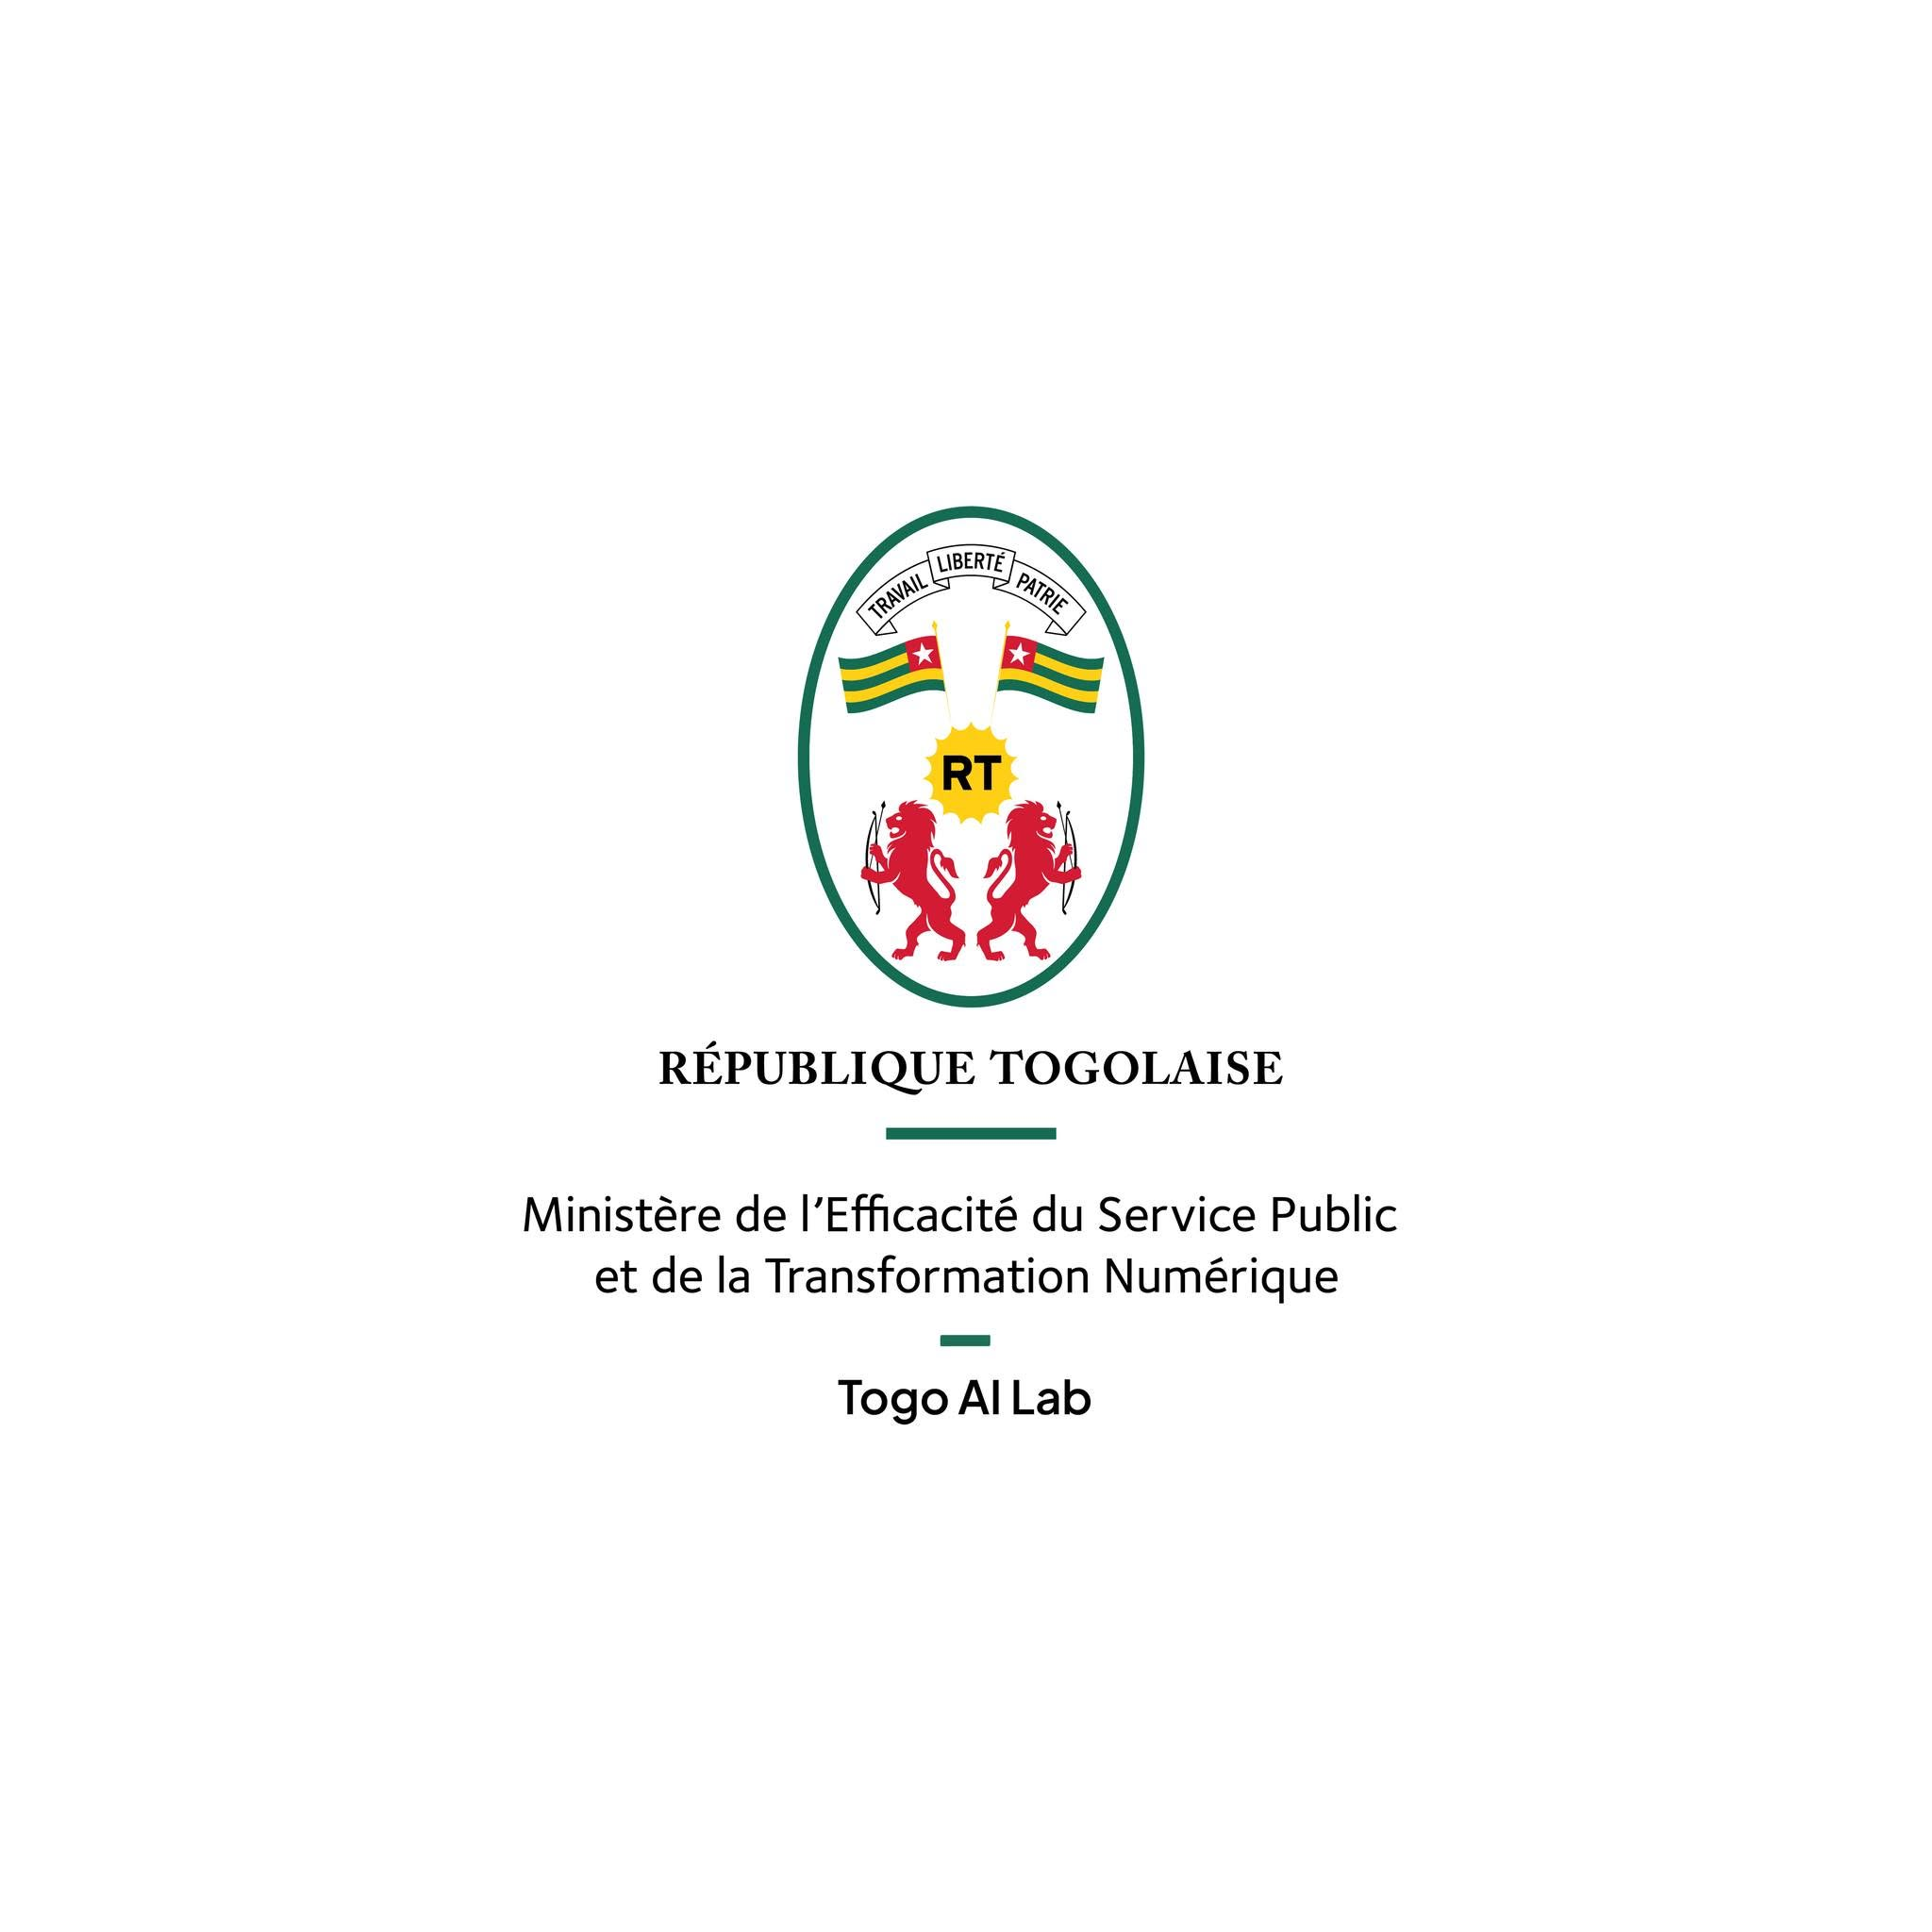 TRAVAIL LIBERTÉ PATRIE
RT
RÉPUBLIQUE TOGOLAISE
Ministère de l’Efficacité du Service Public
et de la Transformation Numérique
Togo AI Lab